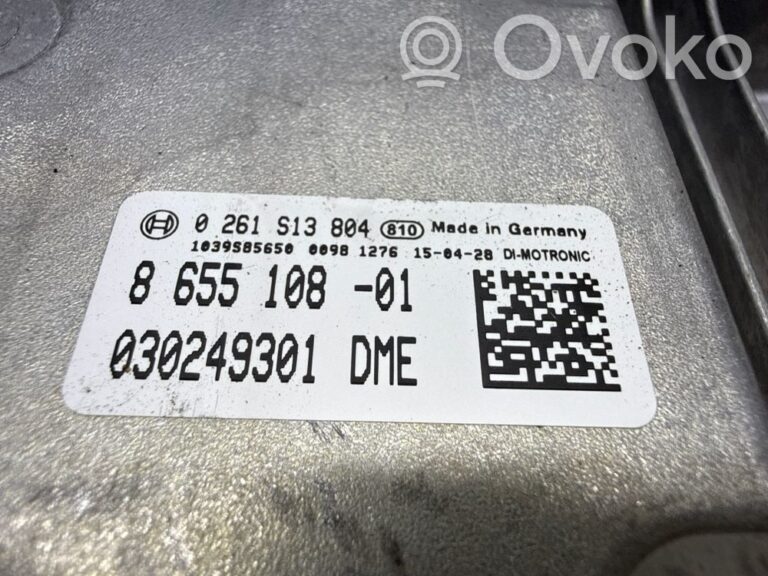 Ovoko
0 261 S13 804 810 Made in Germany
1039S85650 0098 1276 15-04-28 DI-MOTRONIC
8 655 108 -01
030249301 DME